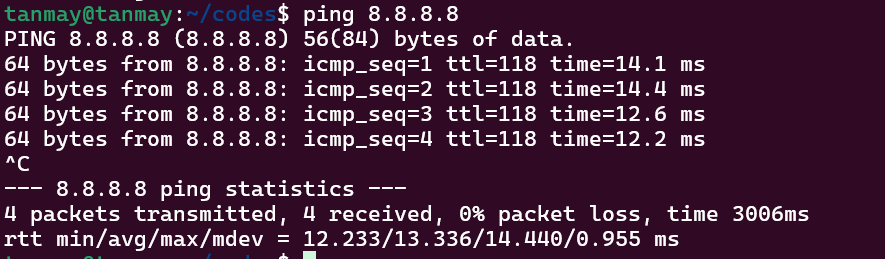 tanmay@tanmay:~/codes$ ping 8.8.8.8
PING 8.8.8.8 (8.8.8.8) 56(84) bytes of data.
64 bytes from 8.8.8.8: icmp_seq=1 ttl=118 time=14.1 ms
64 bytes from 8.8.8.8: icmp_seq=2 ttl=118 time=14.4 ms
64 bytes from 8.8.8.8: icmp_seq=3 ttl=118 time=12.6 ms
64 bytes from 8.8.8.8: icmp_seq=4 ttl=118 time=12.2 ms
^C
--- 8.8.8.8 ping statistics ---
4 packets transmitted, 4 received, 0% packet loss, time 3006ms
rtt min/avg/max/mdev = 12.233/13.336/14.440/0.955 ms
tanmay@tanmay:~/codes$